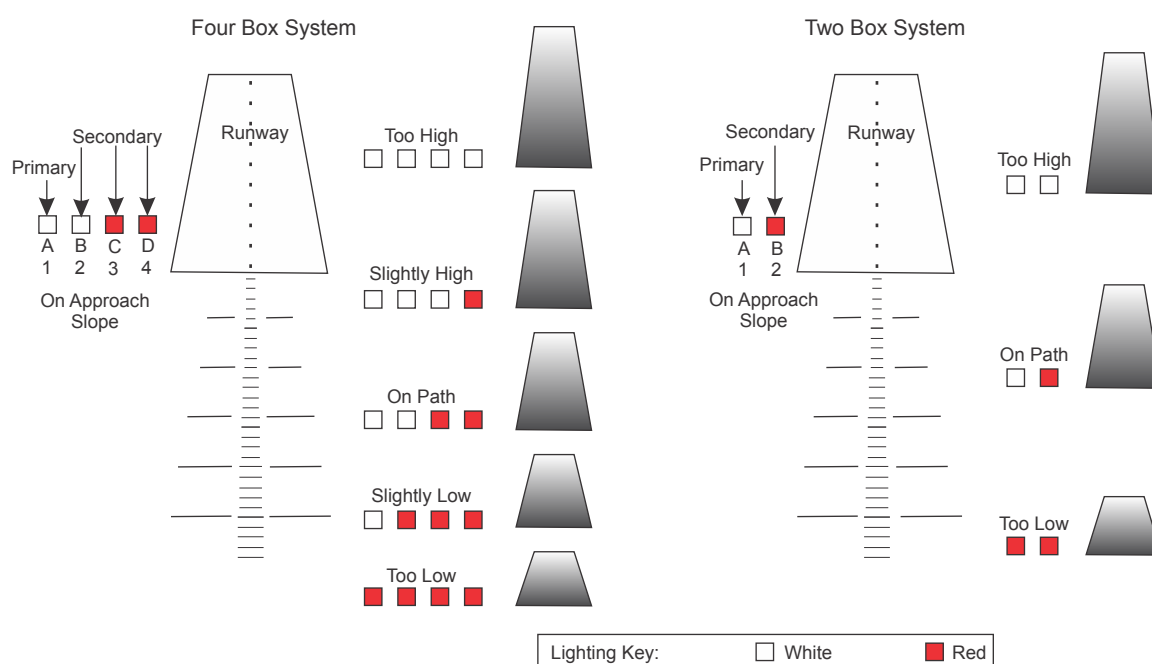 Four Box System
Primary
Secondary
A B C D
1 2 3 4
On Approach
Slope
Runway
Too High
Slightly High
On Path
Slightly Low
Too Low
Two Box System
Primary
Secondary
A B
1 2
On Approach
Slope
Runway
Too High
On Path
Too Low
Lighting Key: White Red